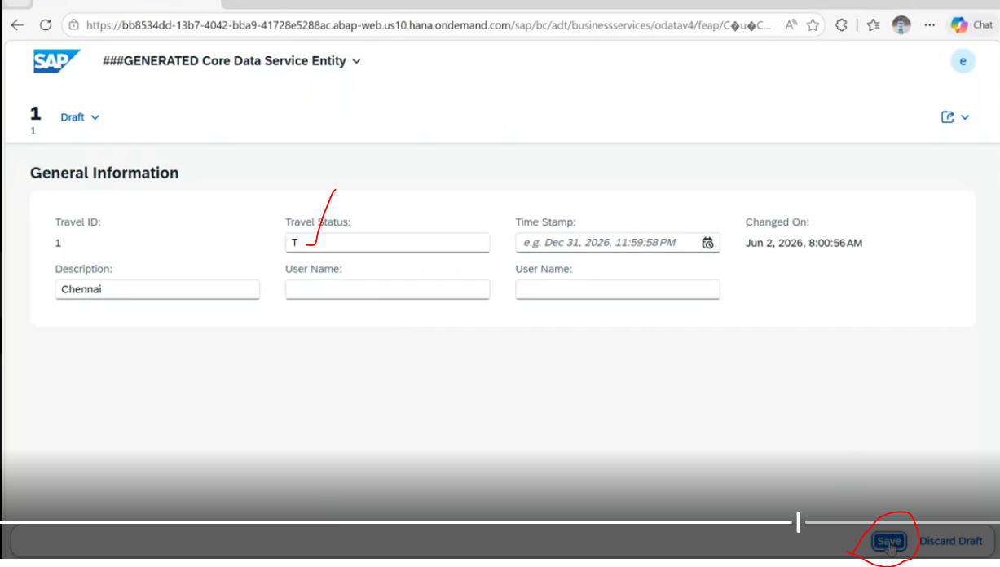 https://bb8534dd-13b7-4042-bba9-41728e5288ac.abap-web.us10.hana.ondemand.com/sap/bc/adt/businessservices/odatav4/feap/C�u�C... A Chat
SAP ###GENERATED Core Data Service Entity e
1 Draft
1
General Information
Travel ID: Travel Status: Time Stamp: Changed On:
1 T e.g. Dec 31, 2026, 11:59:58 PM Jun 2, 2026, 8:00:56 AM
Description: User Name: User Name:
Chennai
Save Discard Draft